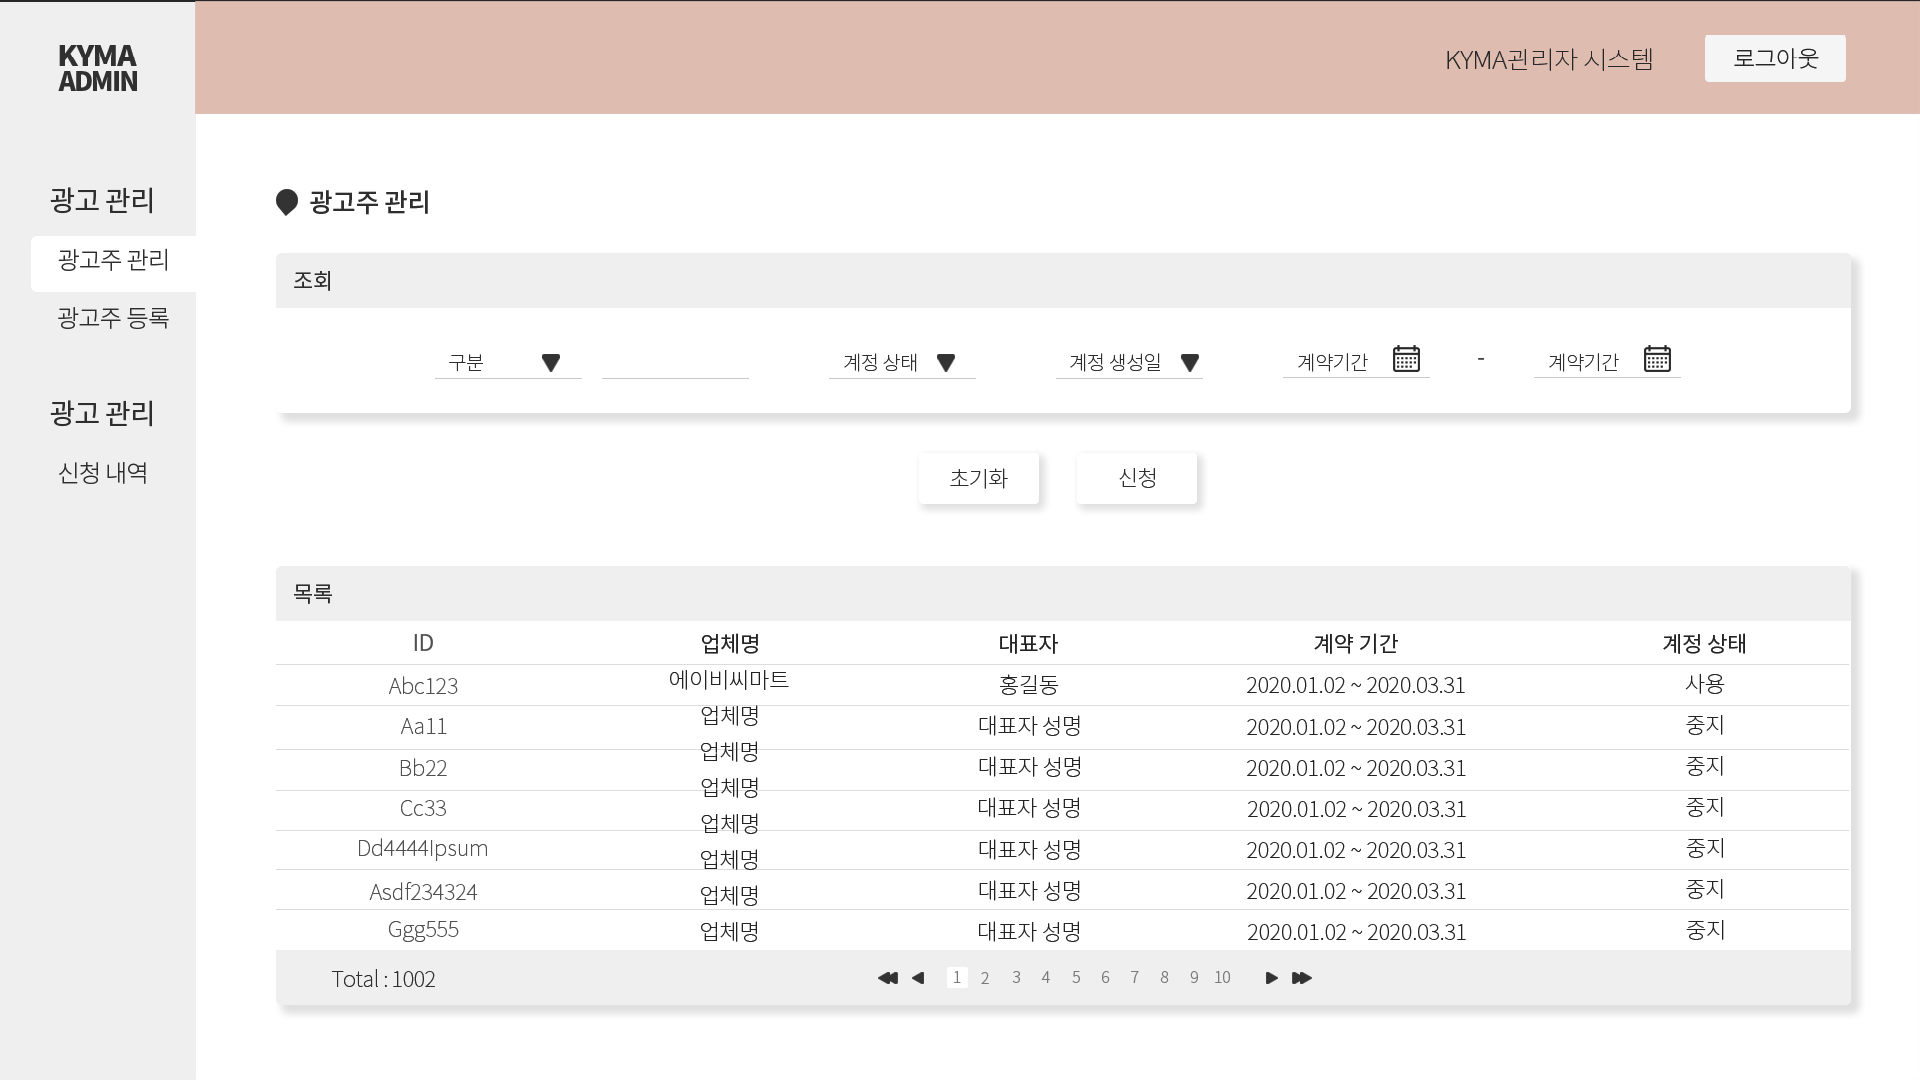 KYMA
ADMIN
KYMA관리자 시스템
로그아웃
광고 관리
광고주 관리
광고주 등록
광고 관리
신청 내역
광고주 관리
조회
구분 계정 상태 계정 생성일 계약기간 - 계약기간
초기화 신청
목록
ID 업체명 대표자 계약 기간 계정 상태
Abc123 에이비씨마트 홍길동 2020.01.02 ~ 2020.03.31 사용
Aa11 업체명 대표자 성명 2020.01.02 ~ 2020.03.31 중지
Bb22 업체명 대표자 성명 2020.01.02 ~ 2020.03.31 중지
Cc33 업체명 대표자 성명 2020.01.02 ~ 2020.03.31 중지
Dd4444Ipsum 업체명 대표자 성명 2020.01.02 ~ 2020.03.31 중지
Asdf234324 업체명 대표자 성명 2020.01.02 ~ 2020.03.31 중지
Ggg555 업체명 대표자 성명 2020.01.02 ~ 2020.03.31 중지
업체명
Total : 1002 1 2 3 4 5 6 7 8 9 10